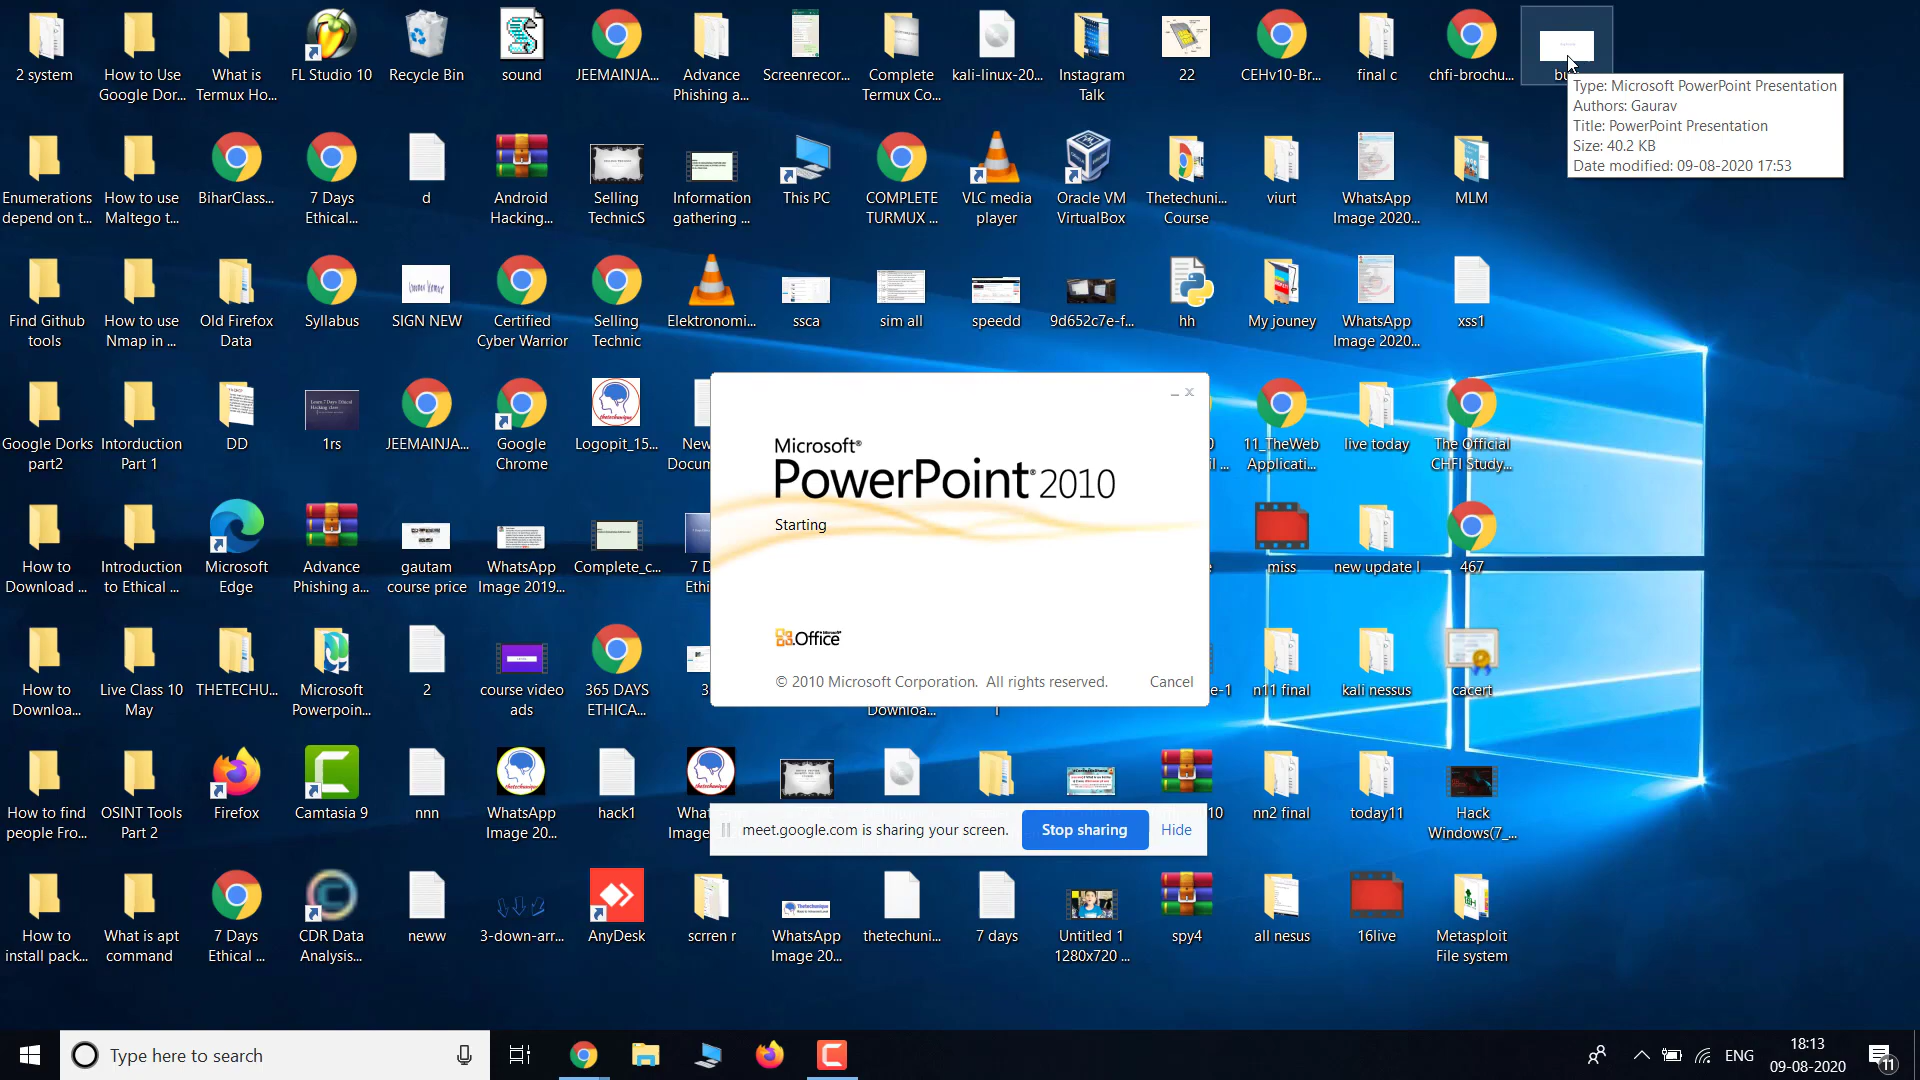 2 system
How to Use
Google Dor...
What is
Termux Ho...
FL Studio 10
Recycle Bin
sound
JEEMAINJA...
Advance
Phishing a...
Screenrecor...
Complete
Termux Co...
kali-linux-20...
Instagram
Talk
22
CEHv10-Br...
final c
chfi-brochu...
Type: Microsoft PowerPoint Presentation
Authors: Gaurav
Title: PowerPoint Presentation
Size: 40.2 KB
Date modified: 09-08-2020 17:53
Enumerations
depend on t...
How to use
Maltego t...
BiharClass...
7 Days
Ethical...
d
Android
Hacking...
Selling
TechnicS
Information
gathering ...
This PC
COMPLETE
TURMUX ...
VLC media
player
Oracle VM
VirtualBox
Thetechuni...
Course
viurt
WhatsApp
Image 2020...
MLM
Find Github
tools
How to use
Nmap in ...
Old Firefox
Data
Syllabus
SIGN NEW
Certified
Cyber Warrior
Selling
Technic
Elektronomi...
ssca
sim all
speedd
9d652c7e-f...
hh
My jouney
WhatsApp
Image 2020...
xss1
Google Dorks
part2
Intorduction
Part 1
DD
1rs
JEEMAINJA...
Google
Chrome
Logopit_15...
New
Docum
11_TheWeb
Applicati...
live today
The Official
CHFI Study...
Microsoft®
PowerPoint® 2010
Starting
Office
© 2010 Microsoft Corporation. All rights reserved.
Cancel
How to
Download ...
Introduction
to Ethical ...
Microsoft
Edge
Advance
Phishing a...
gautam
course price
WhatsApp
Image 2019...
Complete_c...
7 D
Ethi
miss
new update l
467
How to
Downloa...
Live Class 10
May
THETECHU...
Microsoft
Powerpoin...
2
course video
ads
365 DAYS
ETHICA...
3
Downloa...
n11 final
kali nessus
cacert
How to find
people Fro...
OSINT Tools
Part 2
Firefox
Camtasia 9
nnn
WhatsApp
Image 20...
hack1
What
Image
10
nn2 final
today11
Hack
Windows(7_...
meet.google.com is sharing your screen.
Stop sharing
Hide
How to
install pack...
What is apt
command
7 Days
Ethical ...
CDR Data
Analysis...
neww
3-down-arr...
AnyDesk
scrren r
WhatsApp
Image 20...
thetechuni...
7 days
Untitled 1
1280x720 ...
spy4
all nesus
16live
Metasploit
File system
Type here to search
ENG
18:13
09-08-2020
11